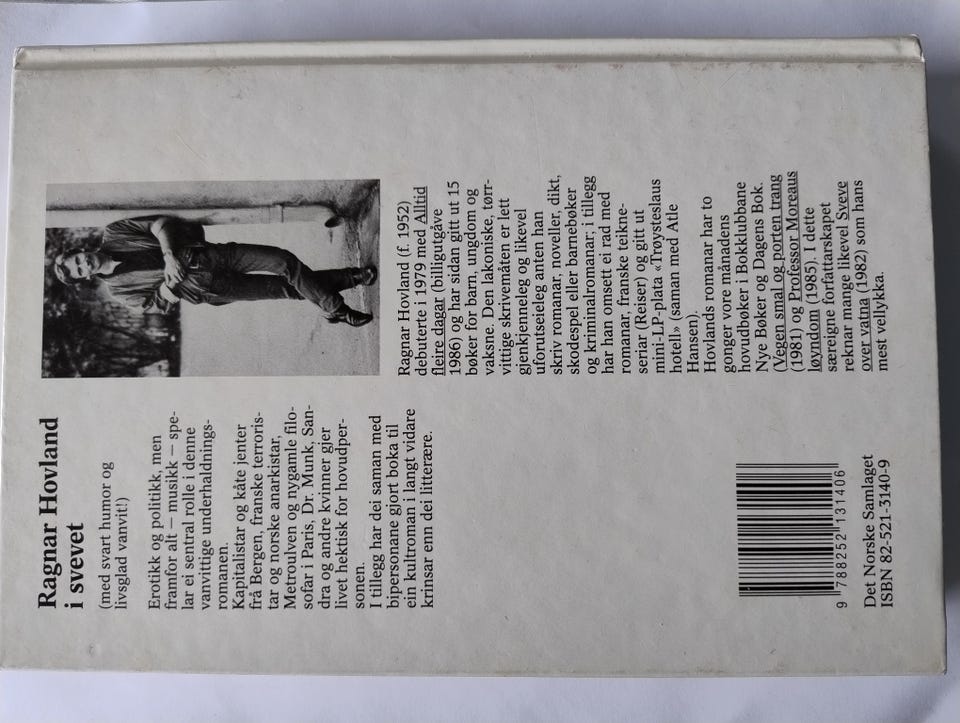 Ragnar Hovland
i svevet
(med svart humor og
livsglad vanvit!)
Erotikk og politikk, men
framfor alt — musikk — spe-
lar ei sentral rolle i denne
vanvittige underhaldnings-
romanen.
Kapitalistar og kåte jenter
frå Bergen, franske terroris-
tar og norske anarkistar,
Metroulven og nygamle filo-
sofar i Paris, Dr. Munk, San-
dra og andre kvinner gjer
livet hektisk for hovudper-
sonen.
I tillegg har dei saman med
bipersonane gjort boka til
ein kultroman i langt vidare
krinsar enn dei litterære.
Ragnar Hovland (f. 1952)
debuterte i 1979 med Alltid
fleire dagar (billigutgåve
1986) og har sidan gitt ut 15
bøker for barn, ungdom og
vaksne. Den lakoniske, tørr-
vittige skrivemåten er lett
gjenkjenneleg og likevel
uforutseieleg anten han
skriv romanar, noveller, dikt,
skodespel eller barnebøker
og kriminalromanar; i tillegg
har han omsett ei rad med
romanar, franske teikne-
seriar (Reiser) og gitt ut
mini-LP-plata «Trøysteslaus
hotell» (saman med Atle
Hansen).
Hovlands romanar har to
gonger vore månadens
hovudbøker i Bokklubbane
Nye Bøker og Dagens Bok.
(Vegen smal og porten trang
(1981) og Professor Moreaus
løyndom (1985). I dette
særeigne forfattarskapet
reknar mange likevel Sveve
over vatna (1982) som hans
mest vellykka.
9 788252 131406
Det Norske Samlaget
ISBN 82-521-3140-9